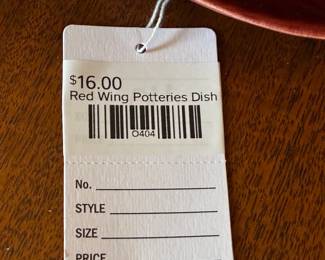 $16.00
Red Wing Potteries Dish
0404
No.
STYLE
SIZE
PRICE